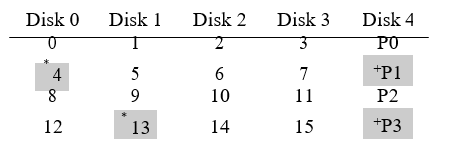 Disk 0 Disk 1 Disk 2 Disk 3 Disk 4
0 1 2 3 P0
*4 5 6 7 +P1
8 9 10 11 P2
12 *13 14 15 +P3